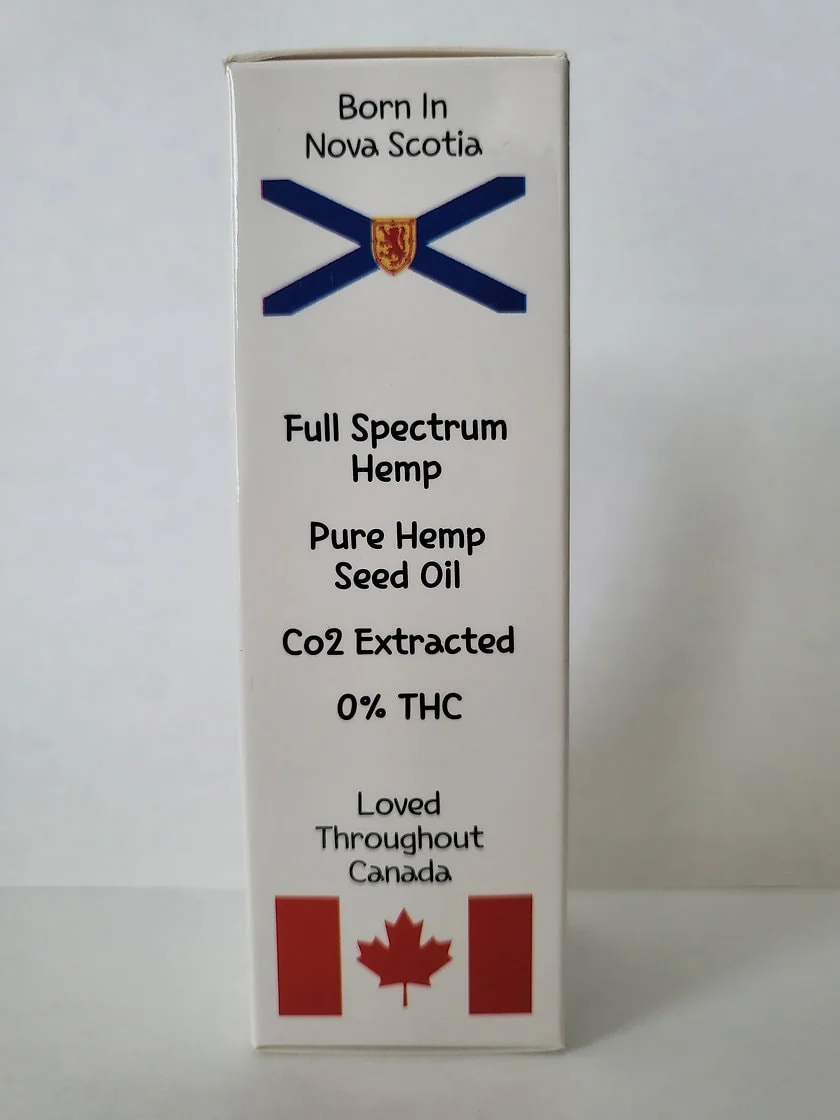 Born In
Nova Scotia
Full Spectrum
Hemp
Pure Hemp
Seed Oil
Co2 Extracted
0% THC
Loved
Throughout
Canada